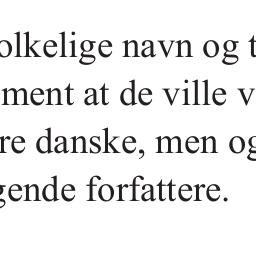 olkelige navn og t
ment at de ville v
re danske, men og
gende forfattere.